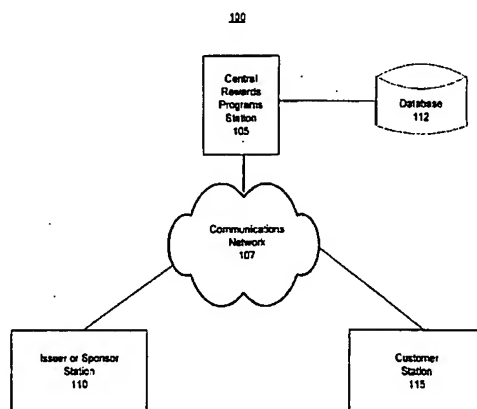 100
Central
Rewards
Programs
Station
105
Database
112
Communications
Network
107
Issuer or Sponsor
Station
110
Customer
Station
115